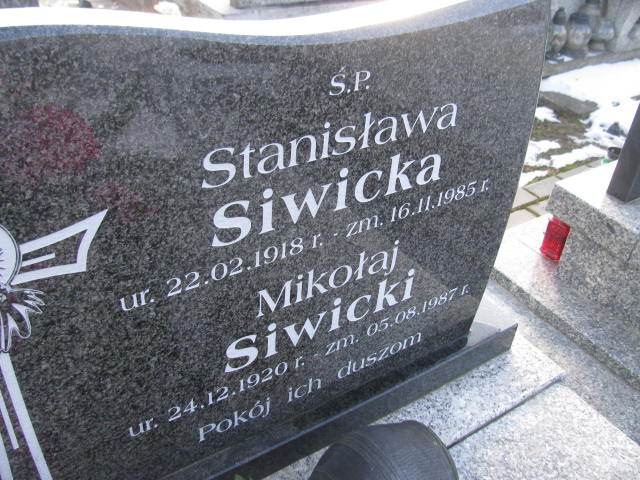 Ś.P.
Stanisława
Siwicka
ur. 22.02.1918 r. - zm. 16.11.1985 r.
Mikołaj
Siwicki
ur. 24.12.1920 r. - zm. 05.08.1987 r.
Pokój ich duszom